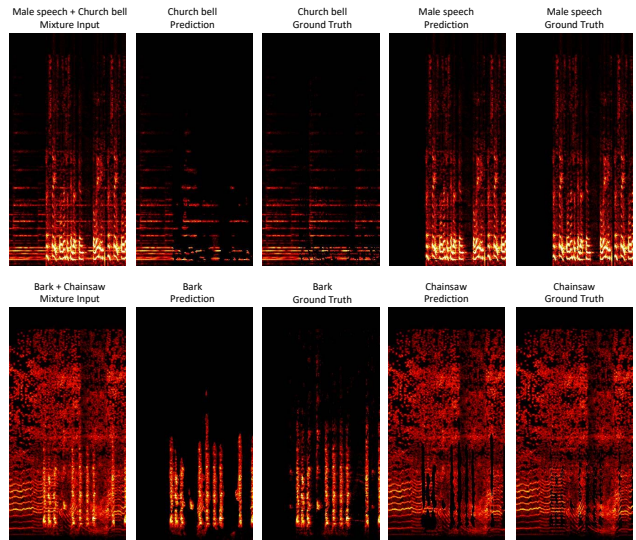 Male speech + Church bell
Mixture Input
Church bell
Prediction
Church bell
Ground Truth
Male speech
Prediction
Male speech
Ground Truth
Bark + Chainsaw
Mixture Input
Bark
Prediction
Bark
Ground Truth
Chainsaw
Prediction
Chainsaw
Ground Truth